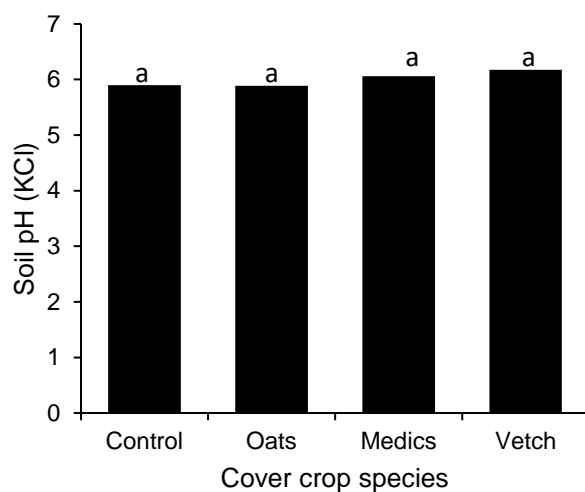 7
6
5
4
3
2
1
0
Soil pH (KCl)
a a a a
Control Oats Medics Vetch
Cover crop species